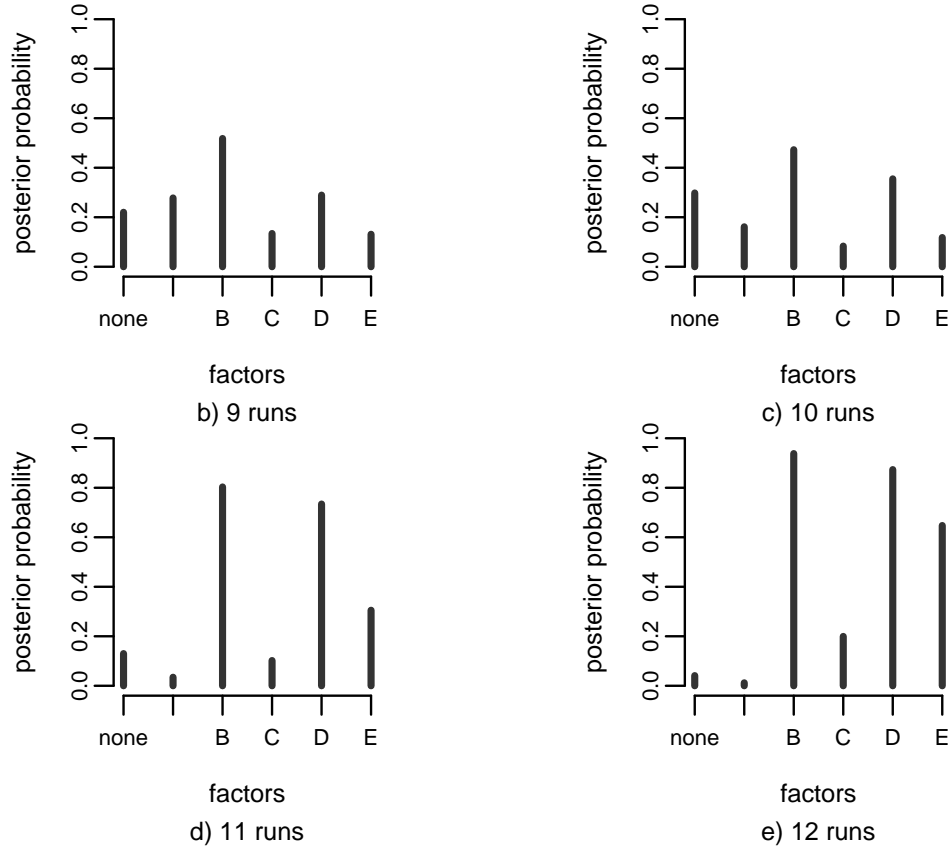 posterior probability
1.0
0.8
0.6
0.4
0.2
0.0
none B C D E
factors
b) 9 runs
posterior probability
1.0
0.8
0.6
0.4
0.2
0.0
none B C D E
factors
c) 10 runs
posterior probability
1.0
0.8
0.6
0.4
0.2
0.0
none B C D E
factors
d) 11 runs
posterior probability
1.0
0.8
0.6
0.4
0.2
0.0
none B C D E
factors
e) 12 runs